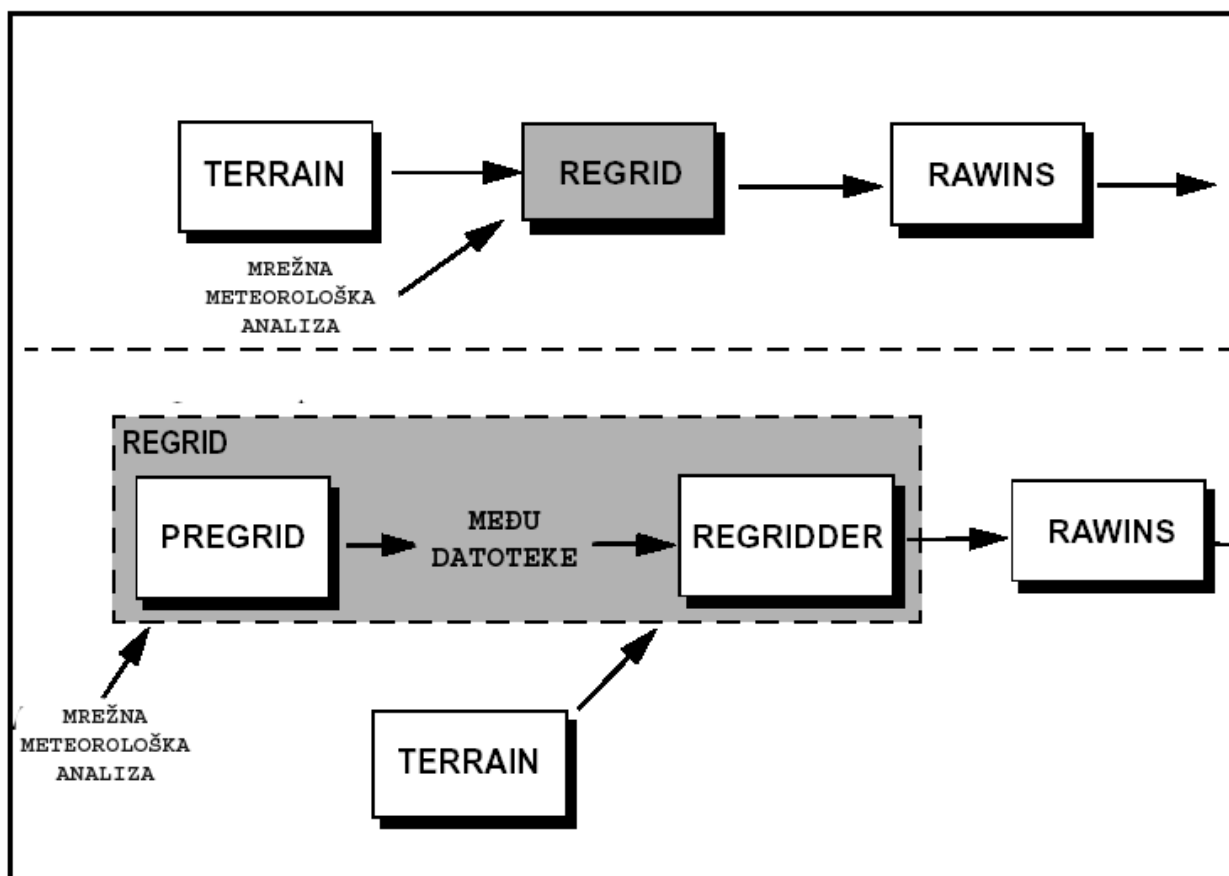 TERRAIN
REGRID
RAWINS
MREŽNA
METEOROLOŠKA
ANALIZA
REGRID
PREGRID
MEĐU
DATOTEKE
REGRIDDER
RAWINS
MREŽNA
METEOROLOŠKA
ANALIZA
TERRAIN